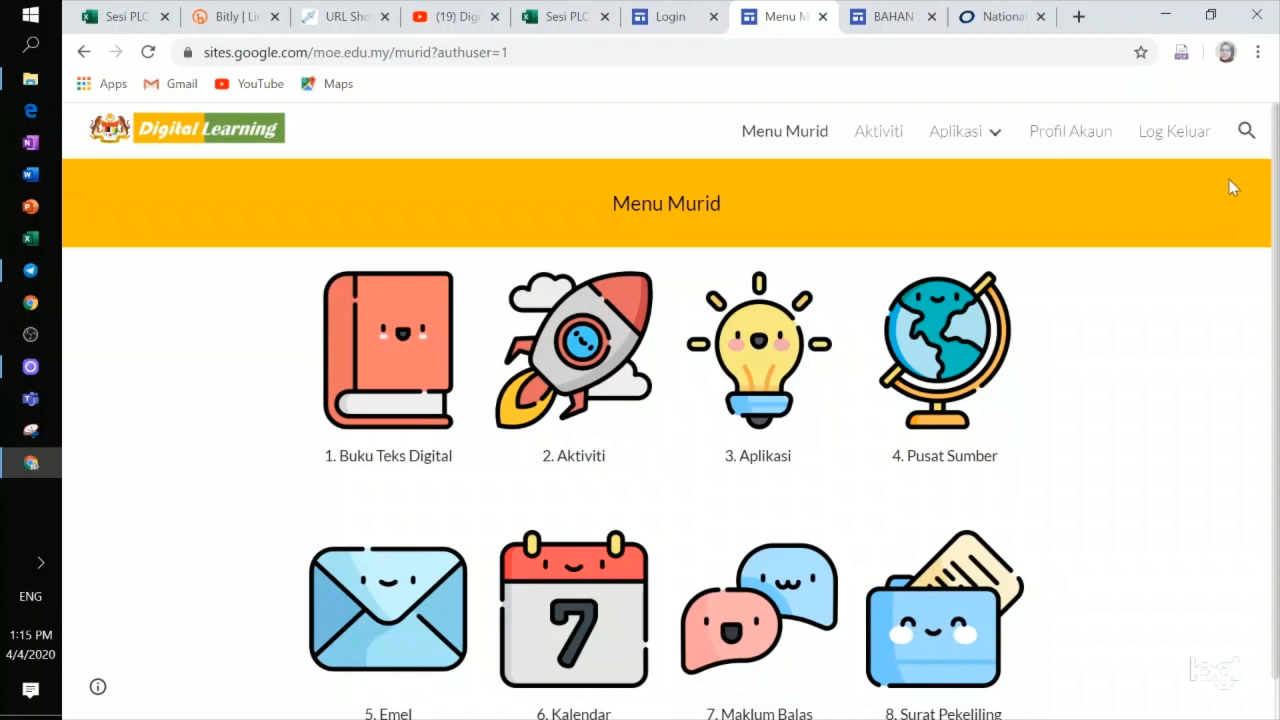 Sesi PLC
Bitly | Li
URL Sho
(19) Dig
Sesi PLC
Login
Menu M
BAHAN
Nationa
sites.google.com/moe.edu.my/murid?authuser=1
Apps
Gmail
YouTube
Maps
Digital Learning
Menu Murid
Aktiviti
Aplikasi
Profil Akaun
Log Keluar
Menu Murid
1. Buku Teks Digital
2. Aktiviti
3. Aplikasi
4. Pusat Sumber
7
5. Emel
6. Kalendar
7. Maklum Balas
8. Surat Pekeliling
ENG
1:15 PM
4/4/2020
logi